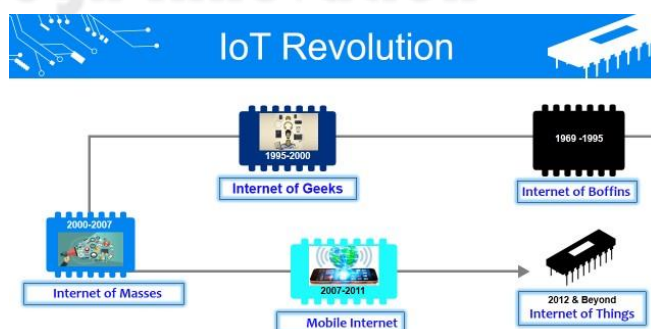 IoT Revolution
1995-2000
Internet of Geeks
1969 -1995
Internet of Boffins
2000-2007
Internet of Masses
2007-2011
Mobile Internet
2012 & Beyond
Internet of Things